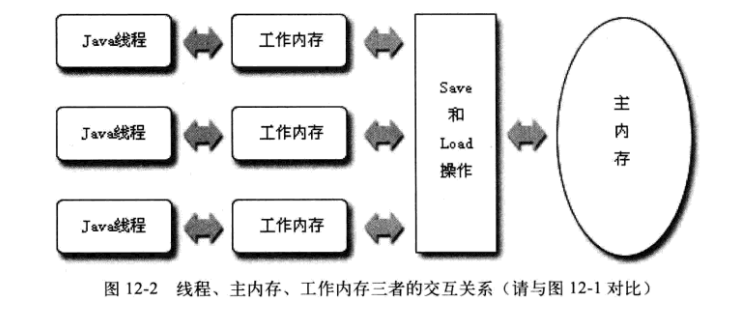 Java线程
工作内存
Java线程
工作内存
Java线程
工作内存
Save
和
Load
操作
主
内
存
图 12-2 线程、主内存、工作内存三者的交互关系（请与图 12-1 对比）